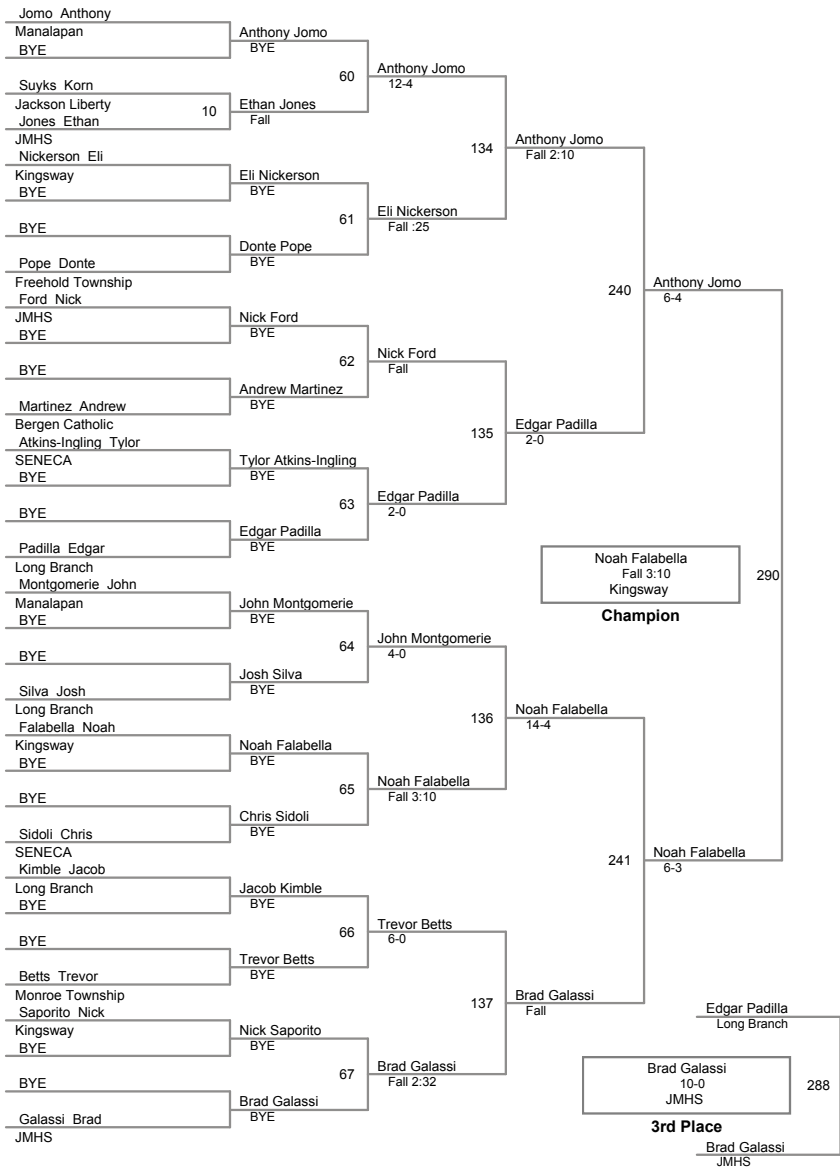 Jomo Anthony
Manalapan
BYE
Suyks Korn
Jackson Liberty
Jones Ethan
JMHS
Nickerson Eli
Kingsway
BYE
BYE
Pope Donte
Freehold Township
Ford Nick
JMHS
BYE
BYE
Martinez Andrew
Bergen Catholic
Atkins-Ingling Tylor
SENECA
BYE
BYE
Padilla Edgar
Long Branch
Montgomerie John
Manalapan
BYE
BYE
Silva Josh
Long Branch
Falabella Noah
Kingsway
BYE
BYE
Sidoli Chris
SENECA
Kimble Jacob
Long Branch
BYE
BYE
Betts Trevor
Monroe Township
Saporito Nick
Kingsway
BYE
BYE
Galassi Brad
JMHS
10
Anthony Jomo
BYE
60
Ethan Jones
Fall
Eli Nickerson
BYE
61
Donte Pope
BYE
Nick Ford
BYE
62
Andrew Martinez
BYE
Tylor Atkins-Ingling
BYE
63
Edgar Padilla
BYE
John Montgomerie
BYE
64
Josh Silva
BYE
Noah Falabella
BYE
65
Chris Sidoli
BYE
Jacob Kimble
BYE
66
Trevor Betts
BYE
Nick Saporito
BYE
67
Brad Galassi
BYE
Anthony Jomo
12-4
134
Eli Nickerson
Fall :25
Nick Ford
Fall
135
Edgar Padilla
2-0
John Montgomerie
4-0
136
Noah Falabella
Fall 3:10
Trevor Betts
6-0
137
Brad Galassi
Fall 2:32
Anthony Jomo
Fall 2:10
240
Edgar Padilla
2-0
Noah Falabella
14-4
241
Brad Galassi
Fall
Anthony Jomo
6-4
290
Noah Falabella
6-3
Noah Falabella
Fall 3:10
Kingsway
Champion
Edgar Padilla
Long Branch
288
Brad Galassi
10-0
JMHS
3rd Place
Brad Galassi
JMHS